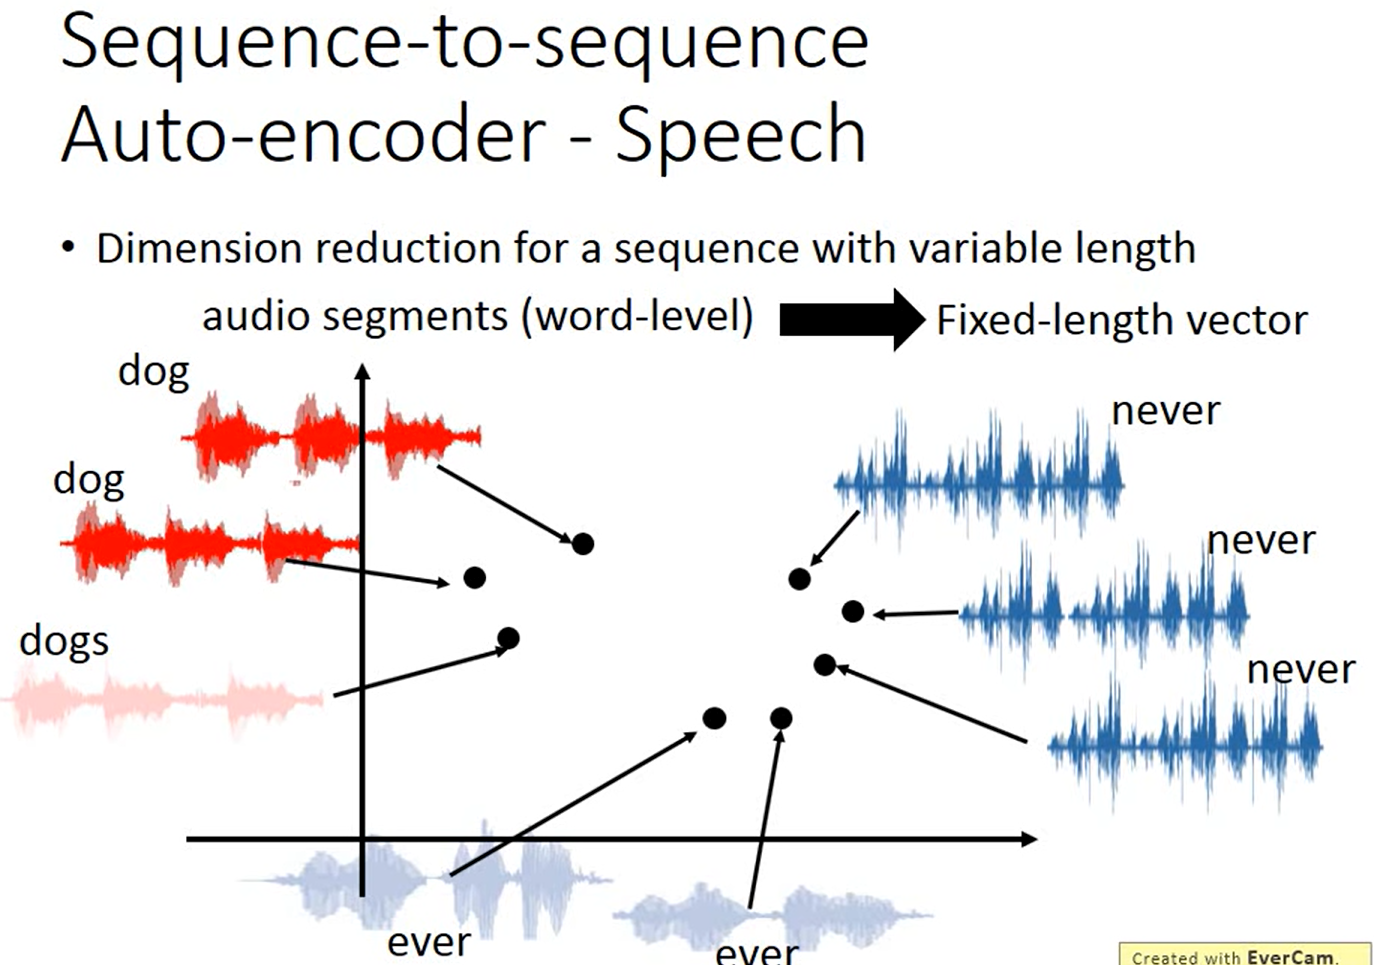 Sequence-to-sequence
Auto-encoder - Speech
• Dimension reduction for a sequence with variable length
audio segments (word-level)
Fixed-length vector
dog
never
dog
never
dogs
never
ever
ever
Created with EverCam.